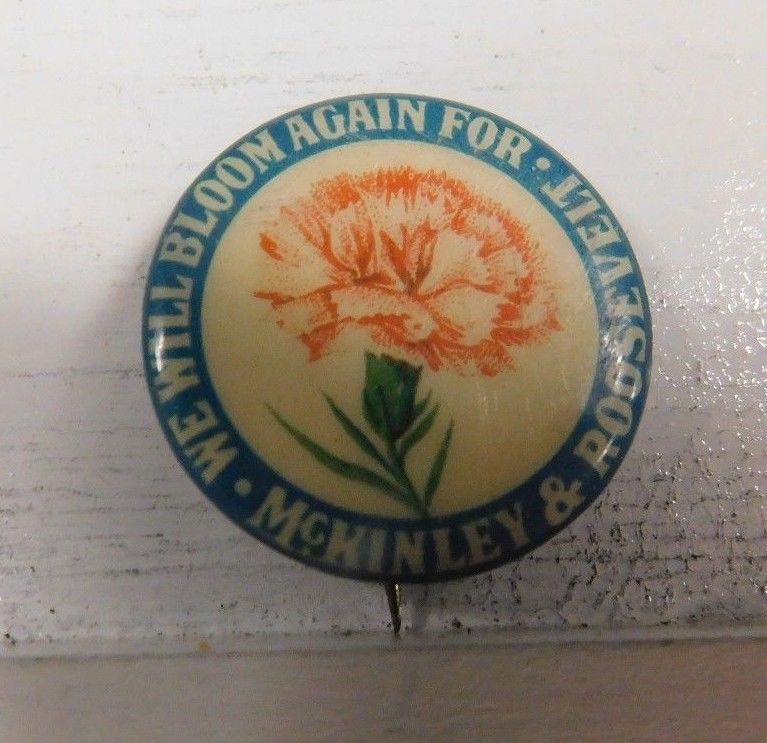 WE WILL BLOOM AGAIN FOR
• McKINLEY & ROOSEVELT •